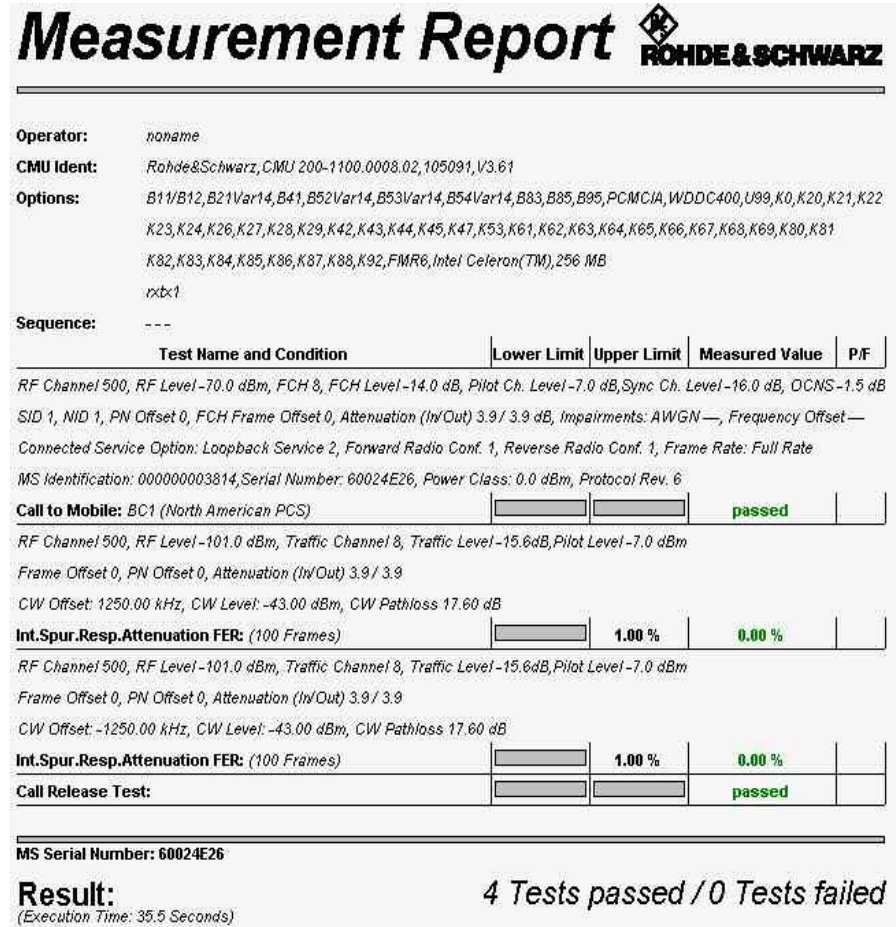 Measurement Report ROHDE&SCHWARZ
Operator: noname
CMU Ident: Rohde&Schwarz,CMU 200-1100.0008.02,105091,V3.61
Options: B11/B12,B21Var14,B41,B52Var14,B53Var14,B54Var14,B83,B85,B95,PCMCIA,WDDC400,U99,K0,K20,K21,K22
K23,K24,K26,K27,K28,K29,K42,K43,K44,K45,K47,K53,K61,K62,K63,K64,K65,K66,K67,K68,K69,K80,K81
K82,K83,K84,K85,K86,K87,K88,K92,FMR6,Intel Celeron(TM),256 MB
rxtx1
Sequence: ---
Test Name and Condition Lower Limit Upper Limit Measured Value P/F
RF Channel 500, RF Level -70.0 dBm, FCH 8, FCH Level -14.0 dB, Pilot Ch. Level -7.0 dB,Sync Ch. Level -16.0 dB, OCNS -1.5 dB
SID 1, NID 1, PN Offset 0, FCH Frame Offset 0, Attenuation (In/Out) 3.9 / 3.9 dB, Impairments: AWGN ---, Frequency Offset ---
Connected Service Option: Loopback Service 2, Forward Radio Conf. 1, Reverse Radio Conf. 1, Frame Rate: Full Rate
MS Identification: 000000003814,Serial Number: 60024E26, Power Class: 0.0 dBm, Protocol Rev. 6
Call to Mobile: BC1 (North American PCS) passed
RF Channel 500, RF Level -101.0 dBm, Traffic Channel 8, Traffic Level -15.6dB,Pilot Level -7.0 dBm
Frame Offset 0, PN Offset 0, Attenuation (In/Out) 3.9 / 3.9
CW Offset: 1250.00 kHz, CW Level: -43.00 dBm, CW Pathloss 17.60 dB
Int.Spur.Resp.Attenuation FER: (100 Frames) 1.00 % 0.00 %
RF Channel 500, RF Level -101.0 dBm, Traffic Channel 8, Traffic Level -15.6dB,Pilot Level -7.0 dBm
Frame Offset 0, PN Offset 0, Attenuation (In/Out) 3.9 / 3.9
CW Offset: -1250.00 kHz, CW Level: -43.00 dBm, CW Pathloss 17.60 dB
Int.Spur.Resp.Attenuation FER: (100 Frames) 1.00 % 0.00 %
Call Release Test: passed
MS Serial Number: 60024E26
Result: 4 Tests passed / 0 Tests failed
(Execution Time: 35.5 Seconds)